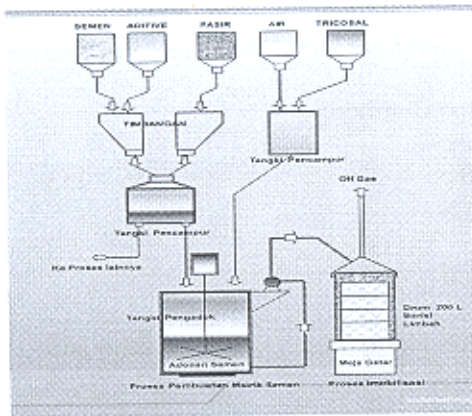 SEMEN ADITIVE PASIR AIR TRICOSAL
TIMBANGAN
Tangki Pencampur
Off Gas
Tangki Pencampur
Ke Proses lainnya
Tangki Pengaduk
Drum 200 L
Berisi
Limbah
Adonan Semen
Meja Getar
Proses Pembuatan Matrik Semen
Proses Imobilisasi